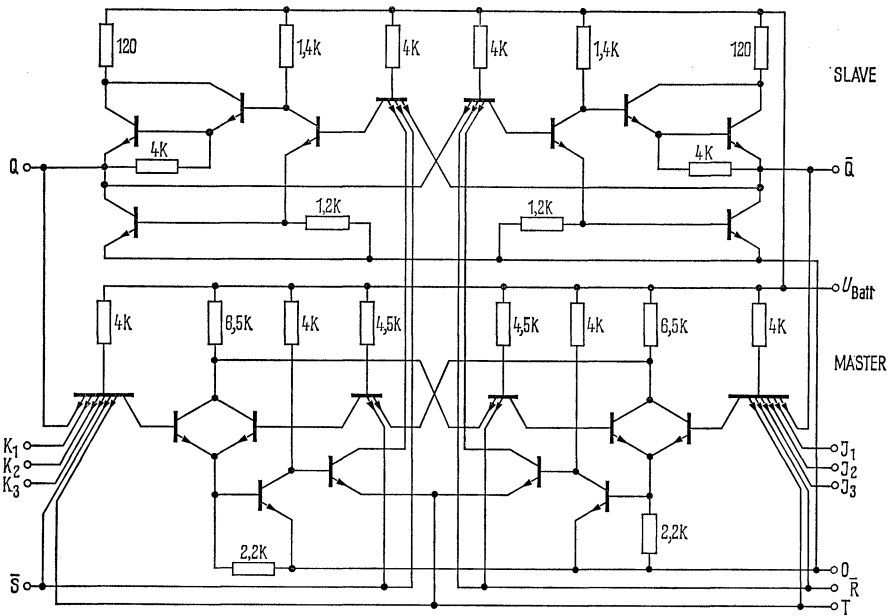 120
1,4K
4K
4K
1,4K
120
SLAVE
4K
4K
Q
Q̅
1,2K
1,2K
U_Batt
4K
6,5K
4K
4,5K
4,5K
4K
6,5K
4K
MASTER
K₁
K₂
K₃
J₁
J₂
J₃
2,2K
2,2K
0
S̅
R̅
T